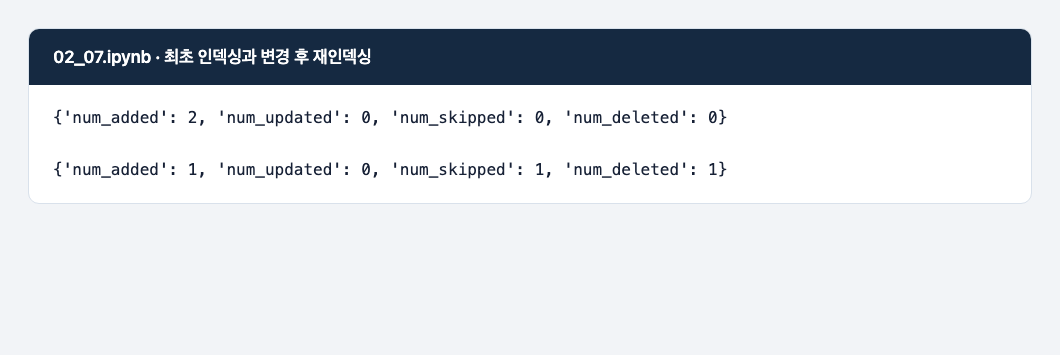 02_07.ipynb · 최초 인덱싱과 변경 후 재인덱싱
{'num_added': 2, 'num_updated': 0, 'num_skipped': 0, 'num_deleted': 0}
{'num_added': 1, 'num_updated': 0, 'num_skipped': 1, 'num_deleted': 1}